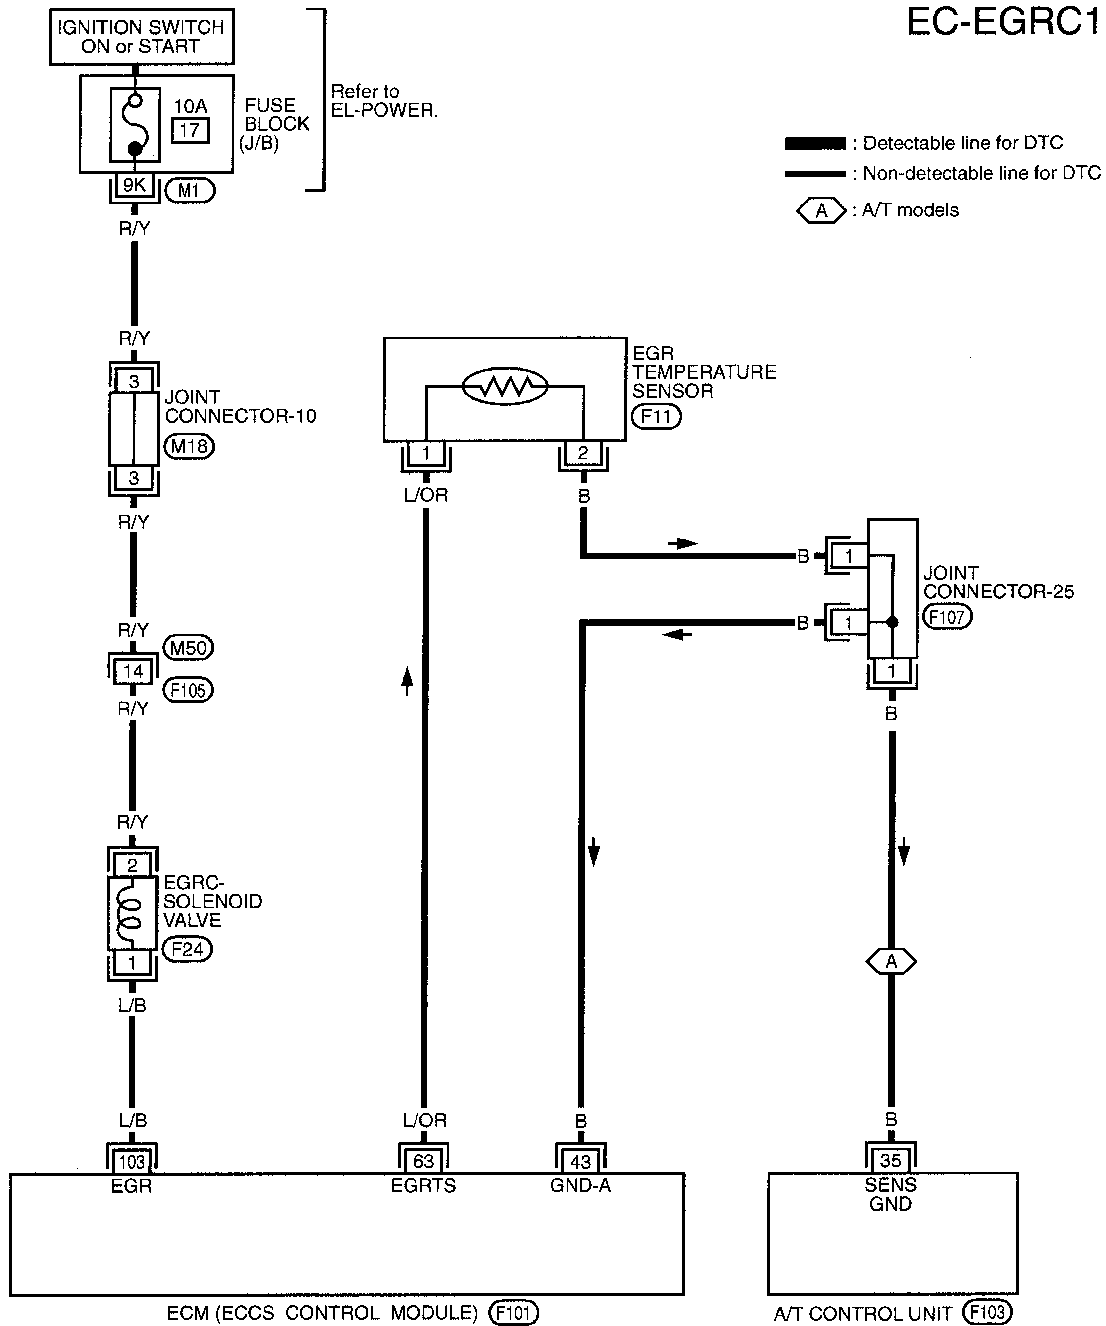 EC-EGRC1
IGNITION SWITCH
ON or START
10A
17
FUSE
BLOCK
(J/B)
Refer to
EL-POWER.
9K
M1
: Detectable line for DTC
: Non-detectable line for DTC
A
: A/T models
R/Y
R/Y
3
JOINT
CONNECTOR-10
M18
3
R/Y
EGR
TEMPERATURE
SENSOR
F11
1
2
L/OR
B
B
1
JOINT
CONNECTOR-25
F107
B
1
1
B
R/Y
M50
14
F105
R/Y
R/Y
2
EGRC-
SOLENOID
VALVE
F24
1
L/B
A
L/B
L/OR
B
B
103
63
43
35
EGR
EGRTS
GND-A
SENS
GND
ECM (ECCS CONTROL MODULE)
F101
A/T CONTROL UNIT
F103